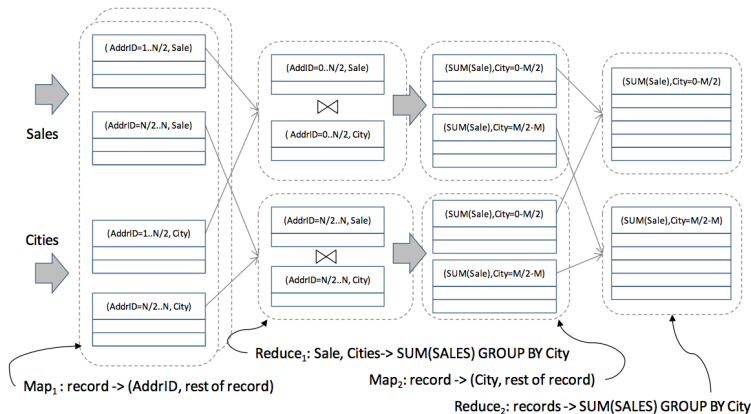 ( AddrID=1..N/2, Sale)
Sales
(AddrID=N/2..N, Sale)
( AddrID=1..N/2, City)
Cities
(AddrID=N/2..N, City)
(AddID=0..N/2, Sale)
( AddrID=0..N/2, City)
(AddrID=N/2..N, Sale)
(AddrID=N/2..N, City)
(SUM(Sale),City=0-M/2)
(SUM(Sale),City=M/2-M)
(SUM(Sale),City=0-M/2)
(SUM(Sale),City=M/2-M)
(SUM(Sale),City=0-M/2)
(SUM(Sale),City=M/2-M)
Reduce₁: Sale, Cities-> SUM(SALES) GROUP BY City
Map₁ : record -> (AddrID, rest of record)
Map₂: record -> (City, rest of record)
Reduce₂: records -> SUM(SALES) GROUP BY City